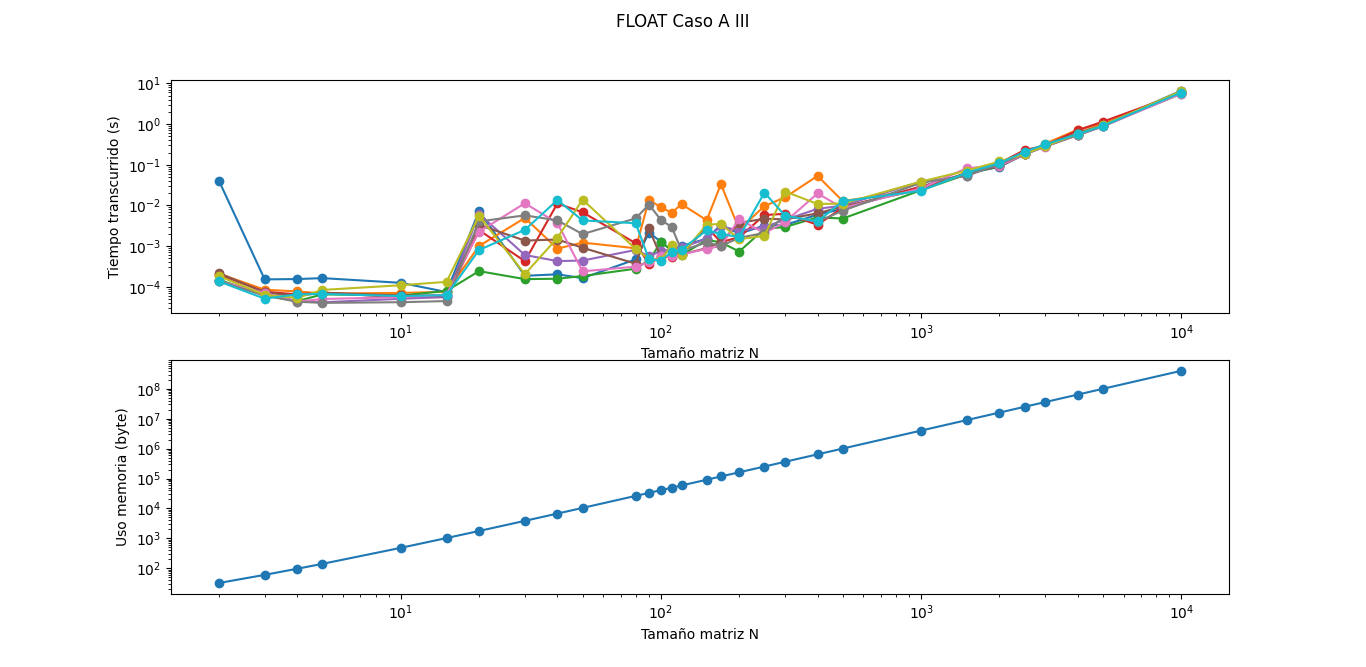 FLOAT Caso A III
Tiempo transcurrido (s)
10¹
10⁰
10⁻¹
10⁻²
10⁻³
10⁻⁴
10¹ 10² 10³ 10⁴
Tamaño matriz N
Uso memoria (byte)
10⁸
10⁷
10⁶
10⁵
10⁴
10³
10²
10¹ 10² 10³ 10⁴
Tamaño matriz N